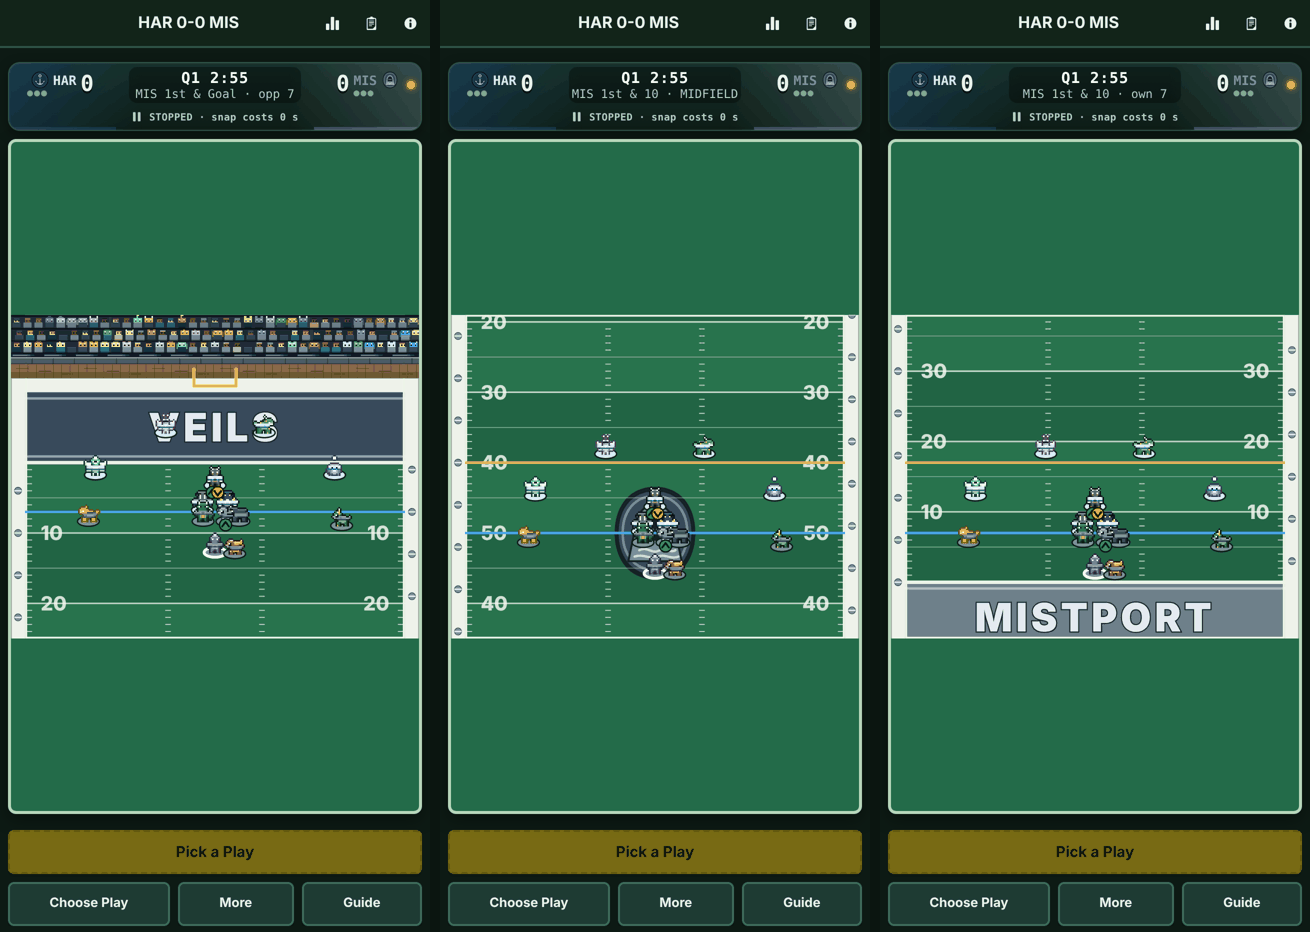 HAR 0-0 MIS
HAR 0
Q1 2:55
0 MIS
MIS 1st & Goal · opp 7
STOPPED · snap costs 0 s
VEILS
10 10
20 20
Pick a Play
Choose Play
More
Guide
HAR 0-0 MIS
HAR 0
Q1 2:55
0 MIS
MIS 1st & 10 · MIDFIELD
STOPPED · snap costs 0 s
20 20
30 30
40 40
50 50
40 40
Pick a Play
Choose Play
More
Guide
HAR 0-0 MIS
HAR 0
Q1 2:55
0 MIS
MIS 1st & 10 · own 7
STOPPED · snap costs 0 s
30 30
20 20
10 10
MISTPORT
Pick a Play
Choose Play
More
Guide